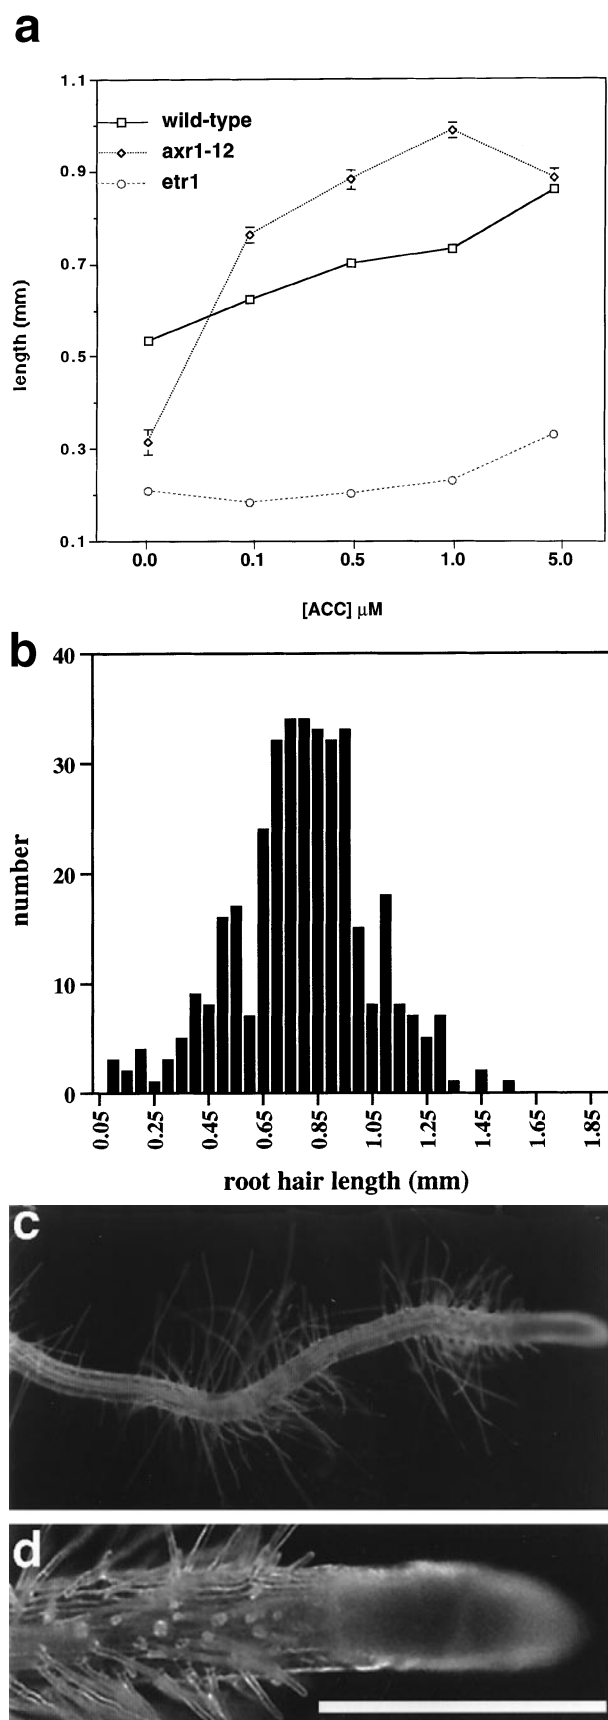 a
1.1
wild-type
axr1-12
etr1
0.9
0.7
0.5
0.3
0.1
length (mm)
0.0 0.1 0.5 1.0 5.0
[ACC] µM
b
40
30
20
10
0
number
0.05 0.25 0.45 0.65 0.85 1.05 1.25 1.45 1.65 1.85
root hair length (mm)
c
d